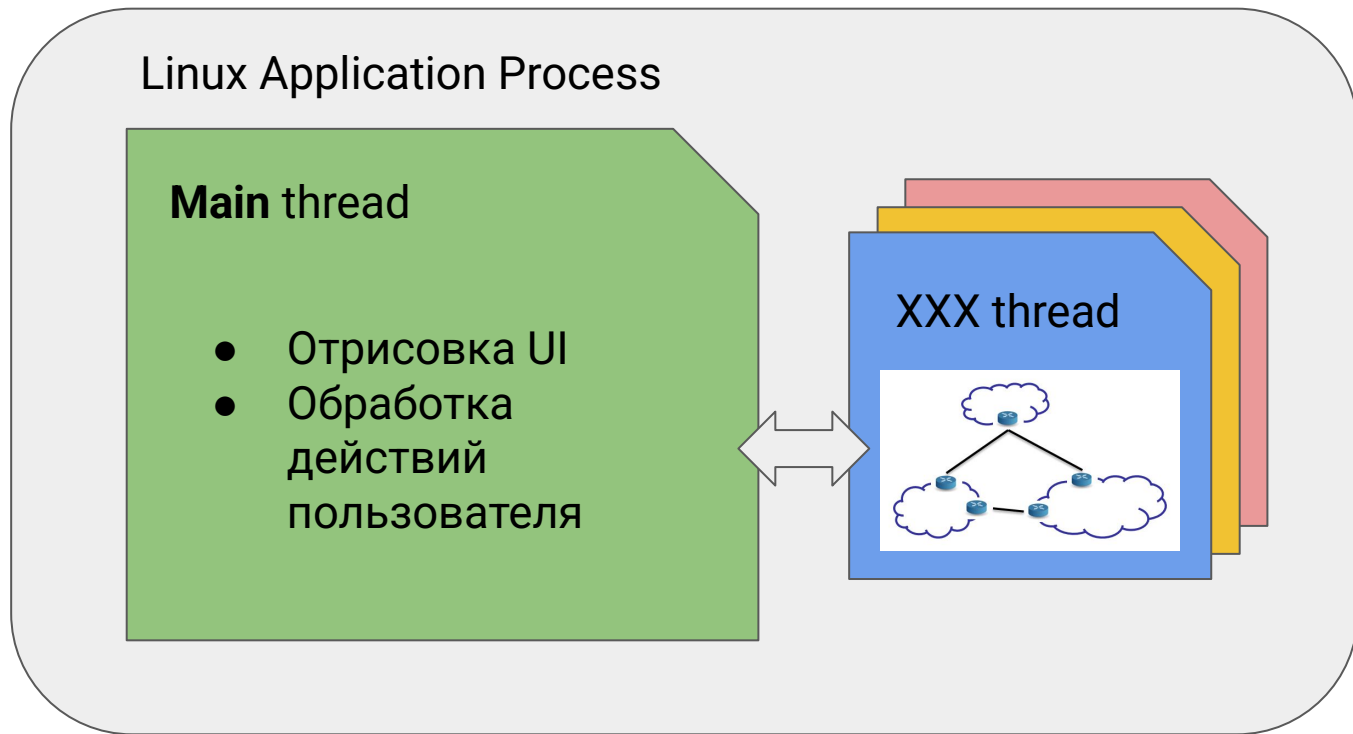 Linux Application Process
Main thread
● Отрисовка UI
● Обработка
действий
пользователя
XXX thread